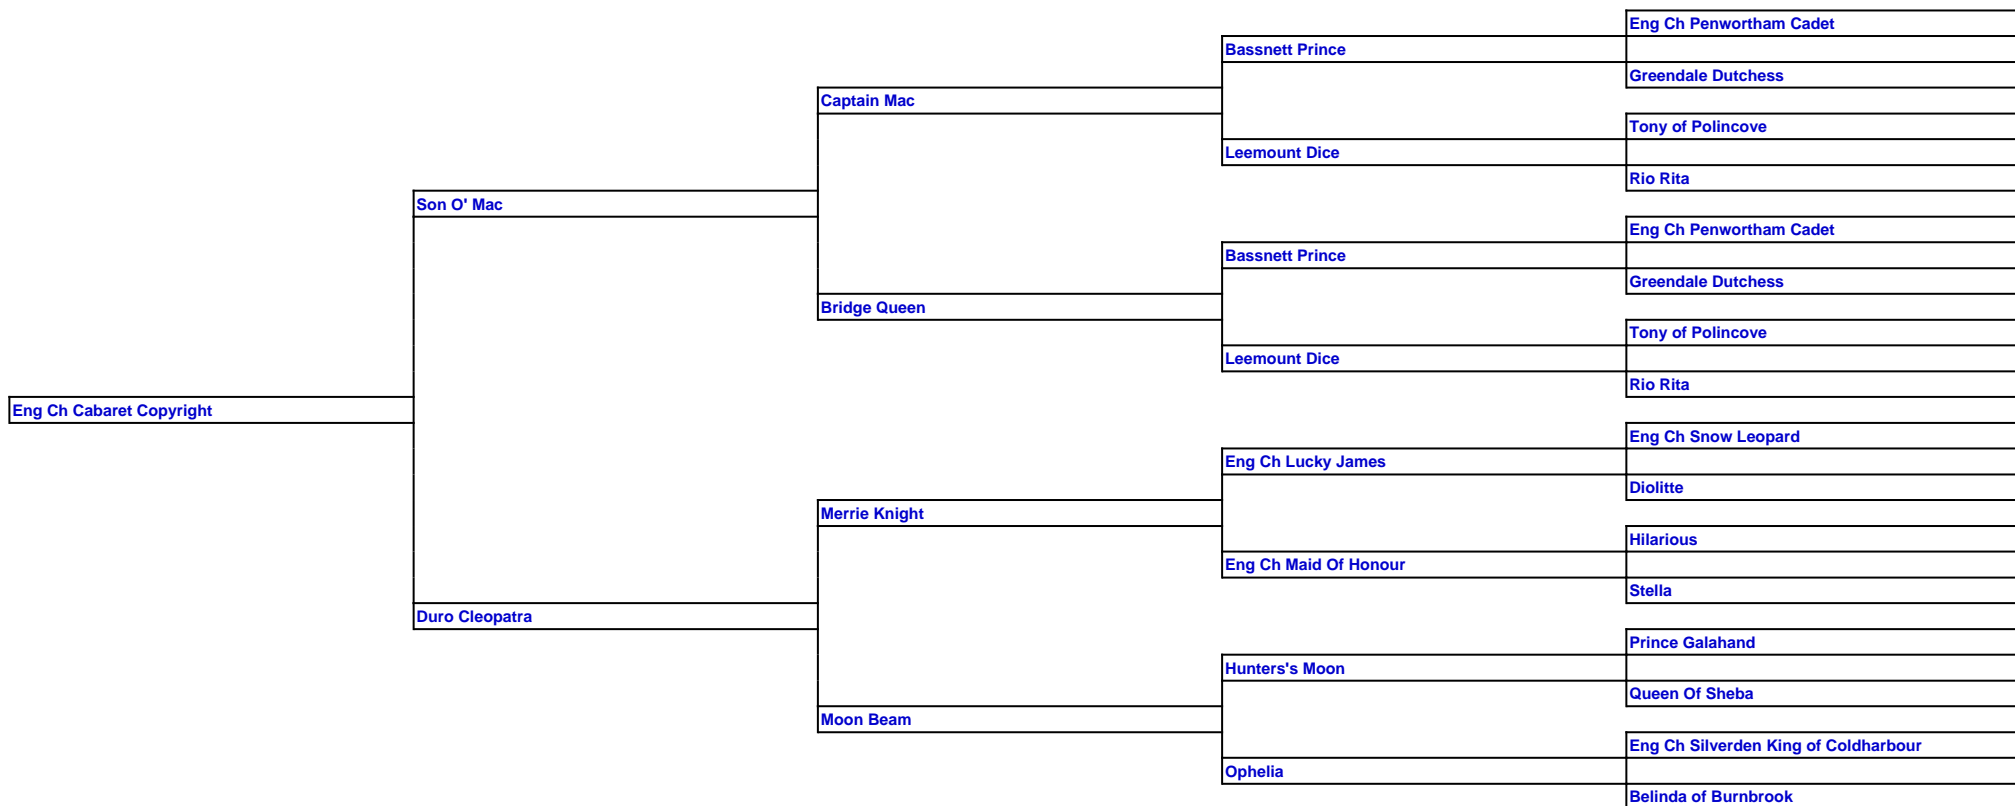 Eng Ch Penwortham Cadet
Bassnett Prince
Greendale Dutchess
Captain Mac
Tony of Polincove
Leemount Dice
Rio Rita
Son O' Mac
Eng Ch Penwortham Cadet
Bassnett Prince
Greendale Dutchess
Bridge Queen
Tony of Polincove
Leemount Dice
Rio Rita
Eng Ch Cabaret Copyright
Eng Ch Snow Leopard
Eng Ch Lucky James
Diolitte
Merrie Knight
Hilarious
Eng Ch Maid Of Honour
Stella
Duro Cleopatra
Prince Galahand
Hunters's Moon
Queen Of Sheba
Moon Beam
Eng Ch Silverden King of Coldharbour
Ophelia
Belinda of Burnbrook